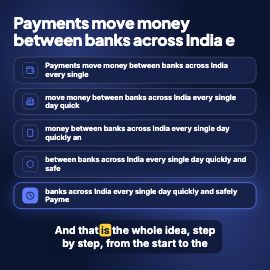 Payments move money
between banks across India e
Payments move money between banks across India
every single
move money between banks across India every single
day quick
money between banks across India every single day
quickly an
between banks across India every single day quickly and
safe
banks across India every single day quickly and safely
Payme
And that is the whole idea, step
by step, from the start to the